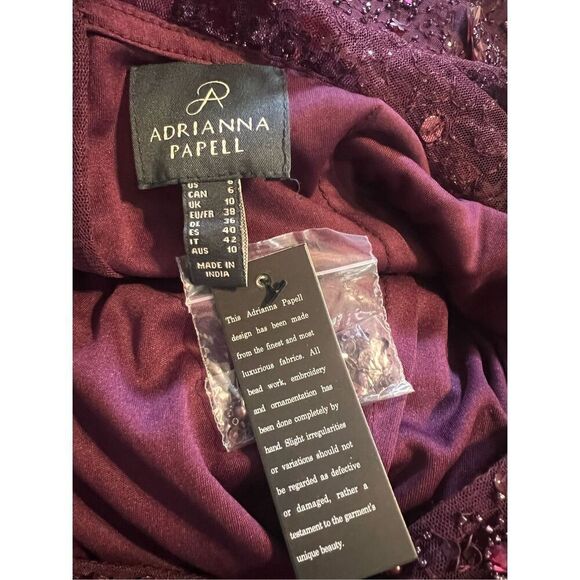 ADRIANNA
PAPELL
US 6
CAN 6
UK 10
EU/FR 38
DE 36
ES 40
IT 42
AUS 10
MADE IN
INDIA
This Adrianna Papell
design has been made
from the finest and most
luxurious fabrics. All
bead work, embroidery
and ornamentation has
been done completely by
hand. Slight irregularities
or variations should not
be regarded as defective
or damaged, rather a
testament to the garment's
unique beauty.